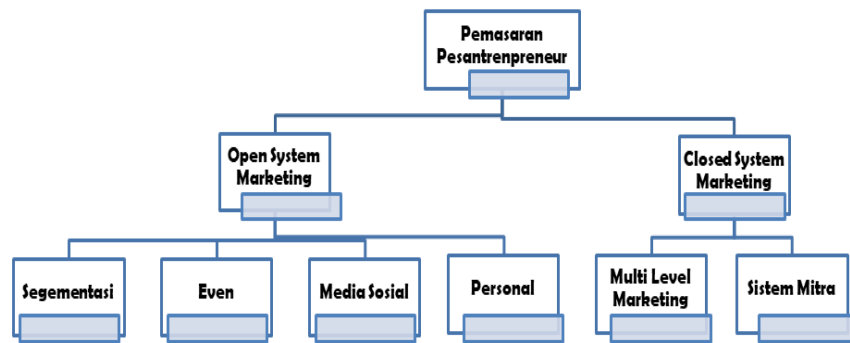 Pemasaran
Pesantrenpreneur
Open System
Marketing
Closed System
Marketing
Segementasi
Even
Media Sosial
Personal
Multi Level
Marketing
Sistem Mitra